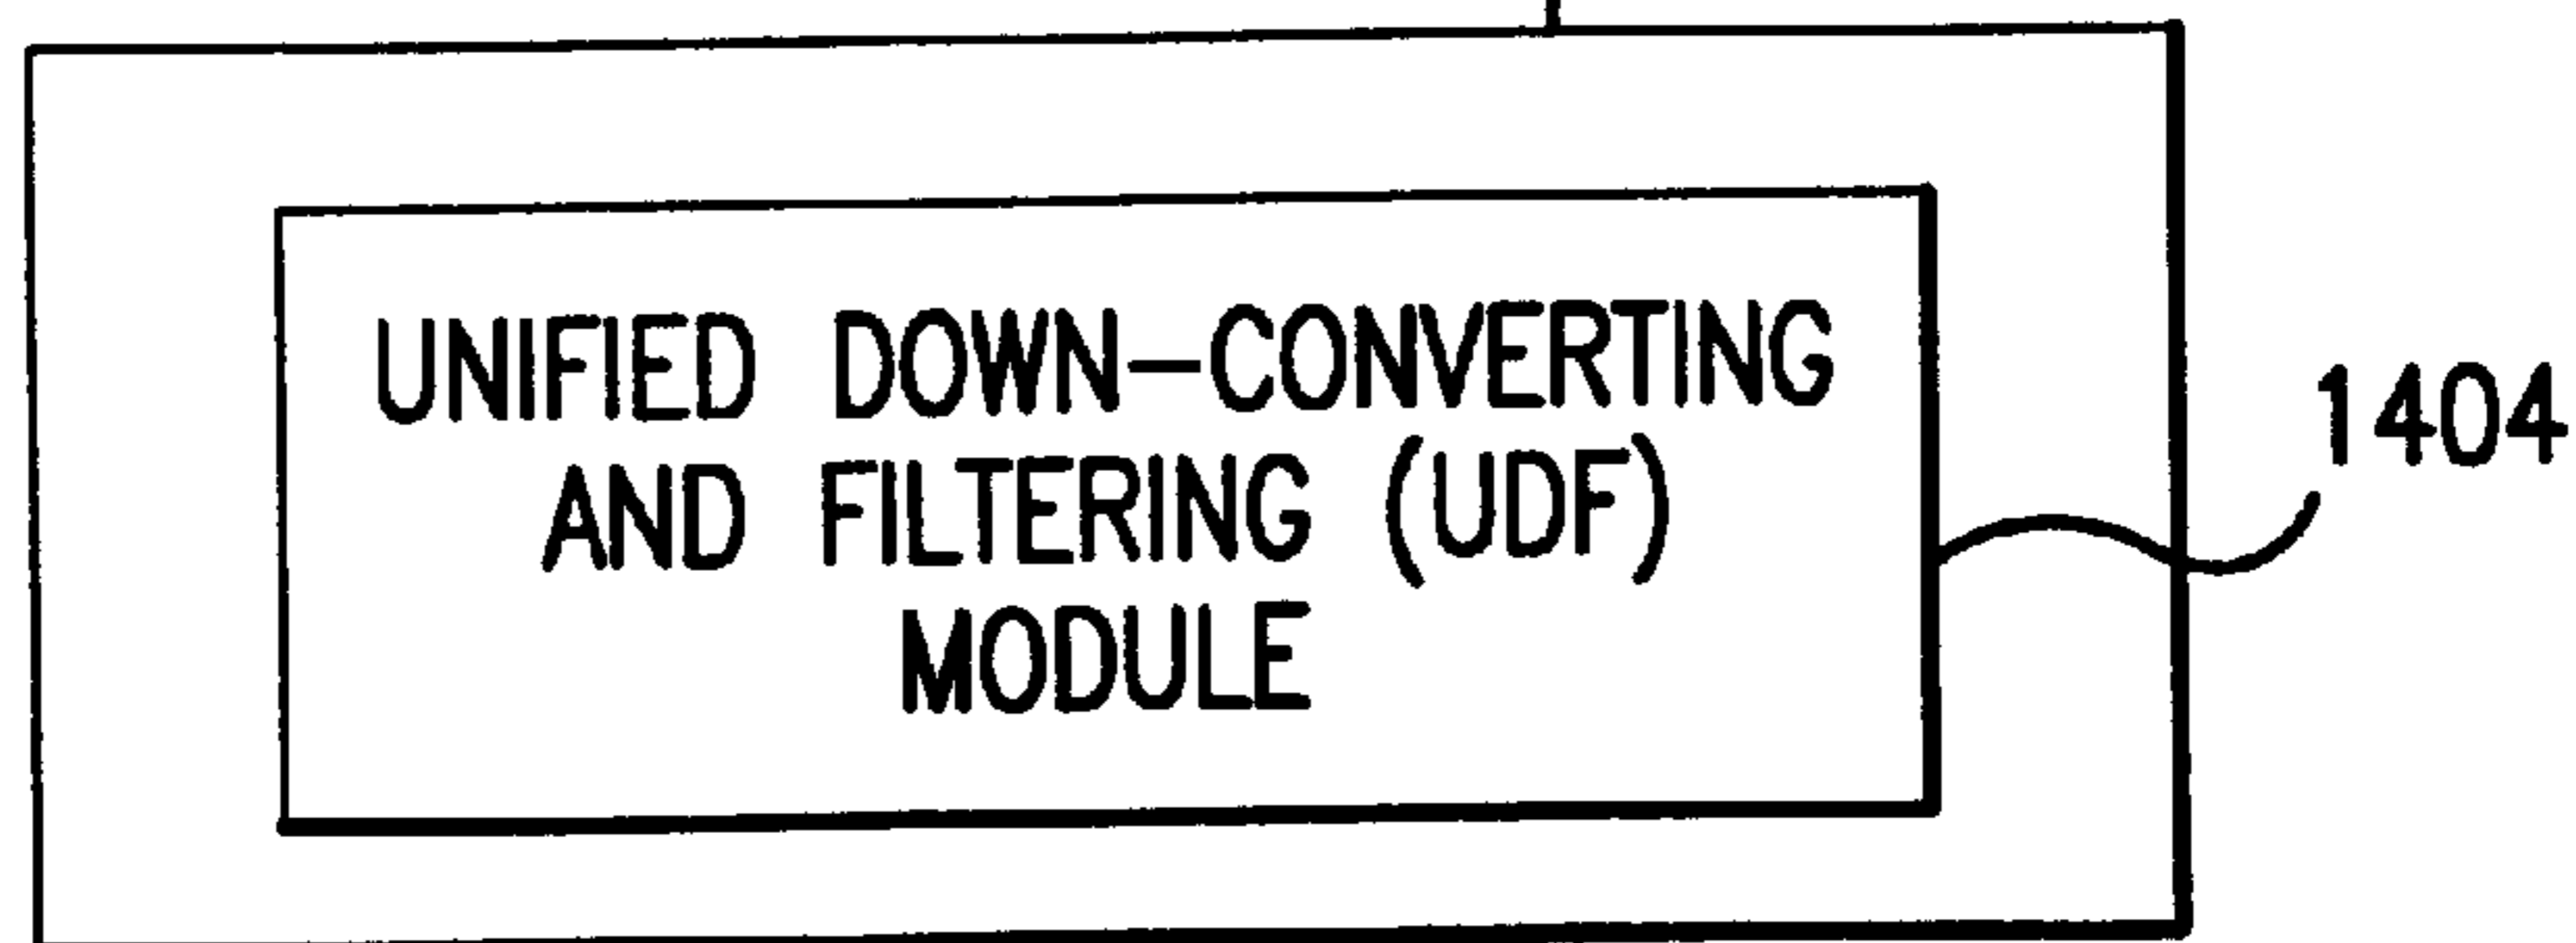 UNIFIED DOWN-CONVERTING
AND FILTERING (UDF)
MODULE
1404